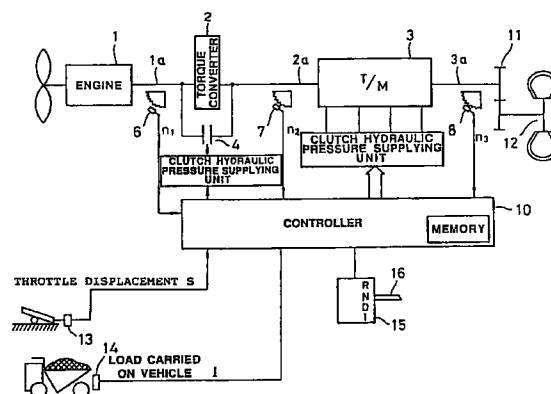 1
ENGINE
1a
2
TORQUE
CONVERTER
2a
3
T/M
3a
11
12
6
n1
4
7
n2
8
n3
CLUTCH HYDRAULIC
PRESSURE SUPPLYING
UNIT
CLUTCH HYDRAULIC
PRESSURE SUPPLYING
UNIT
CONTROLLER
MEMORY
10
THROTTLE DISPLACEMENT S
13
R
N
D
1
16
15
14
LOAD CARRIED
ON VEHICLE I